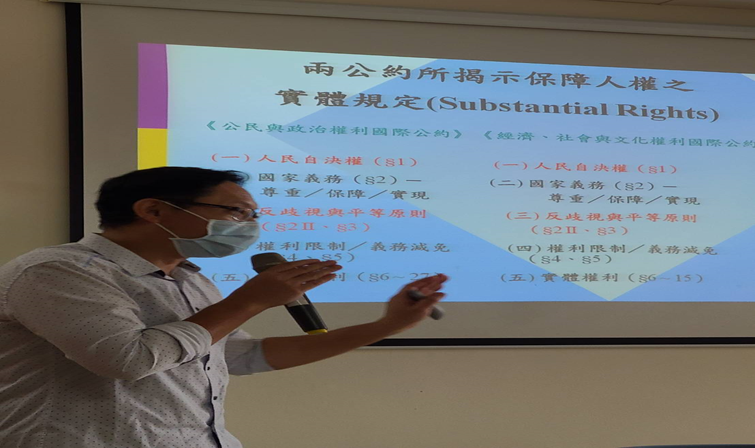 兩公約所揭示保障人權之
實體規定(Substantial Rights)
《公民與政治權利國際公約》
(一)人民自決權(§1)
國家義務(§2)－
尊重／保障／實現
反歧視與平等原則
(§2Ⅱ、§3)
權利限制／義務減免
(§4、§5)
(五) 利(§6~27)
《經濟、社會與文化權利國際公約
(一)人民自決權(§1)
(二)國家義務(§2)－
尊重／保障／實現
(三)反歧視與平等原則
(§2Ⅱ、§3)
(四)權利限制／義務減免
(§4、§5)
(五)實體權利(§6~15)